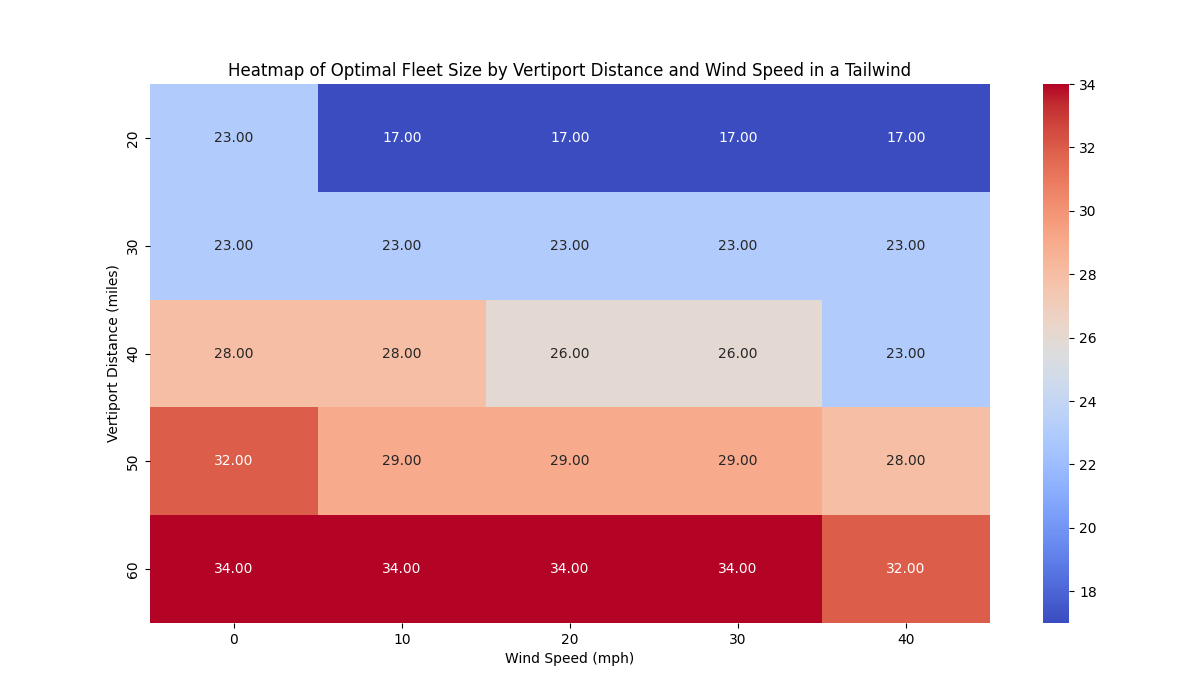 Heatmap of Optimal Fleet Size by Vertiport Distance and Wind Speed in a Tailwind
Vertiport Distance (miles)
20 23.00 17.00 17.00 17.00 17.00
30 23.00 23.00 23.00 23.00 23.00
40 28.00 28.00 26.00 26.00 23.00
50 32.00 29.00 29.00 29.00 28.00
60 34.00 34.00 34.00 34.00 32.00
0 10 20 30 40
Wind Speed (mph)
34
32
30
28
26
24
22
20
18